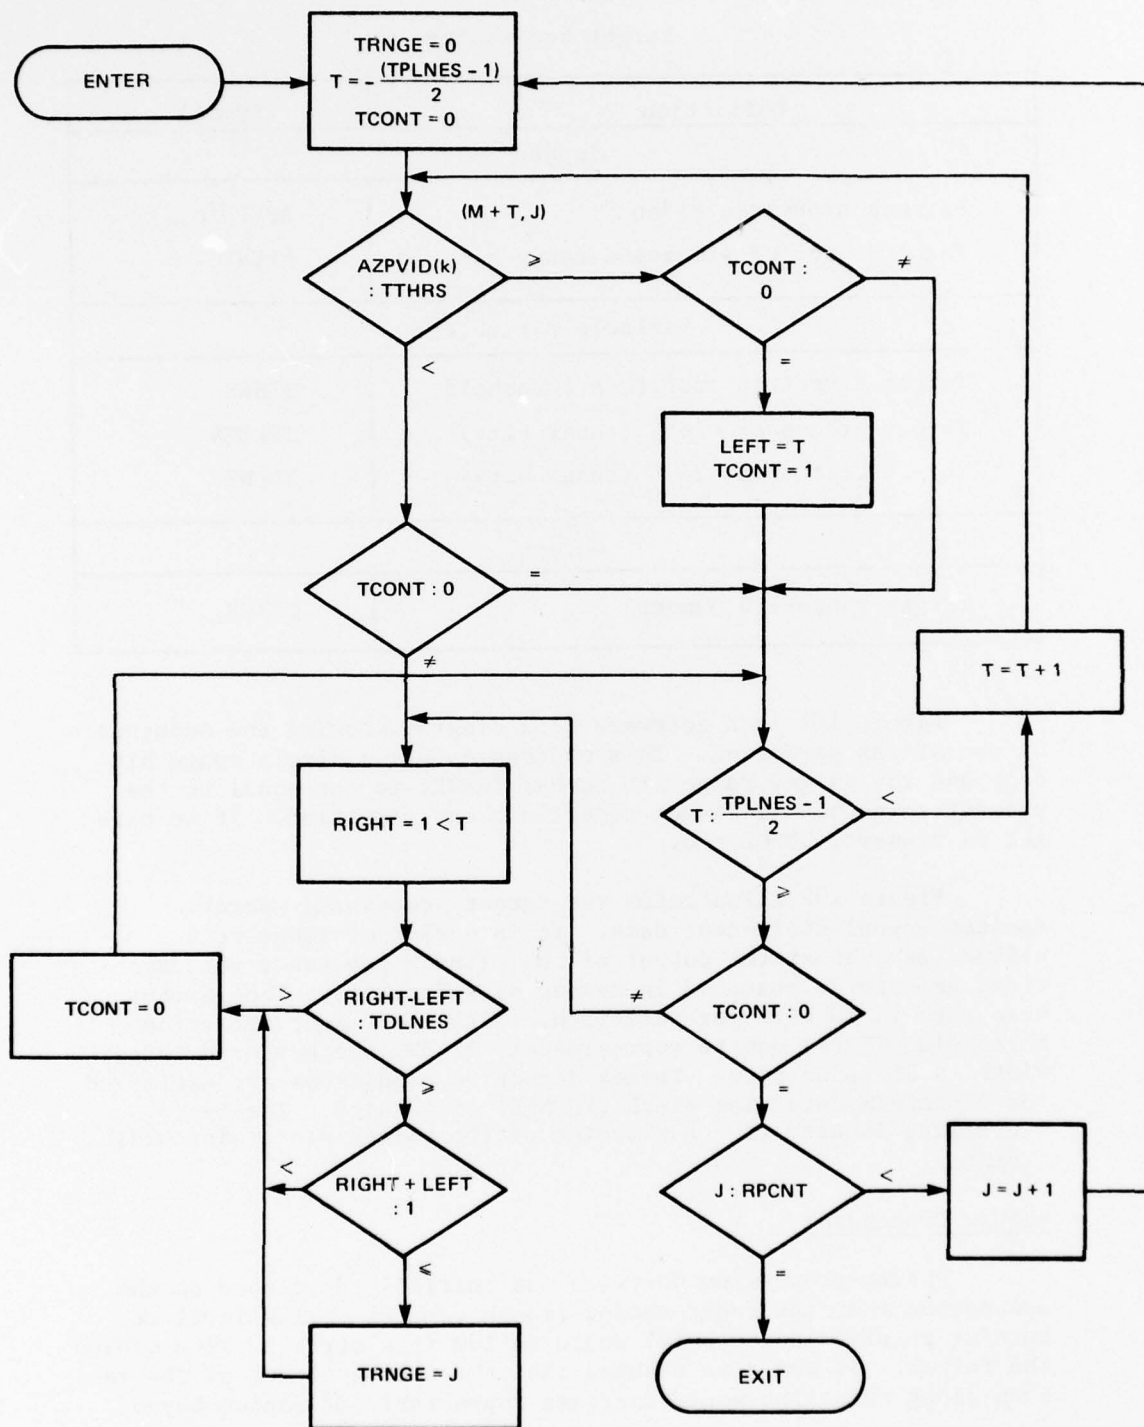 ENTER
TRNGE = 0
T = - (TPLNES - 1)
2
TCONT = 0
(M + T, J)
AZPVID(k)
: TTHRS
⩾
TCONT :
0
≠
<
=
LEFT = T
TCONT = 1
TCONT : 0
=
≠
T = T + 1
RIGHT = 1 < T
T : TPLNES - 1
2
<
⩾
TCONT = 0
>
RIGHT-LEFT
: TDLNES
≠
TCONT : 0
⩾
=
<
RIGHT + LEFT
: 1
J : RPCNT
<
J = J + 1
⩽
=
TRNGE = J
EXIT